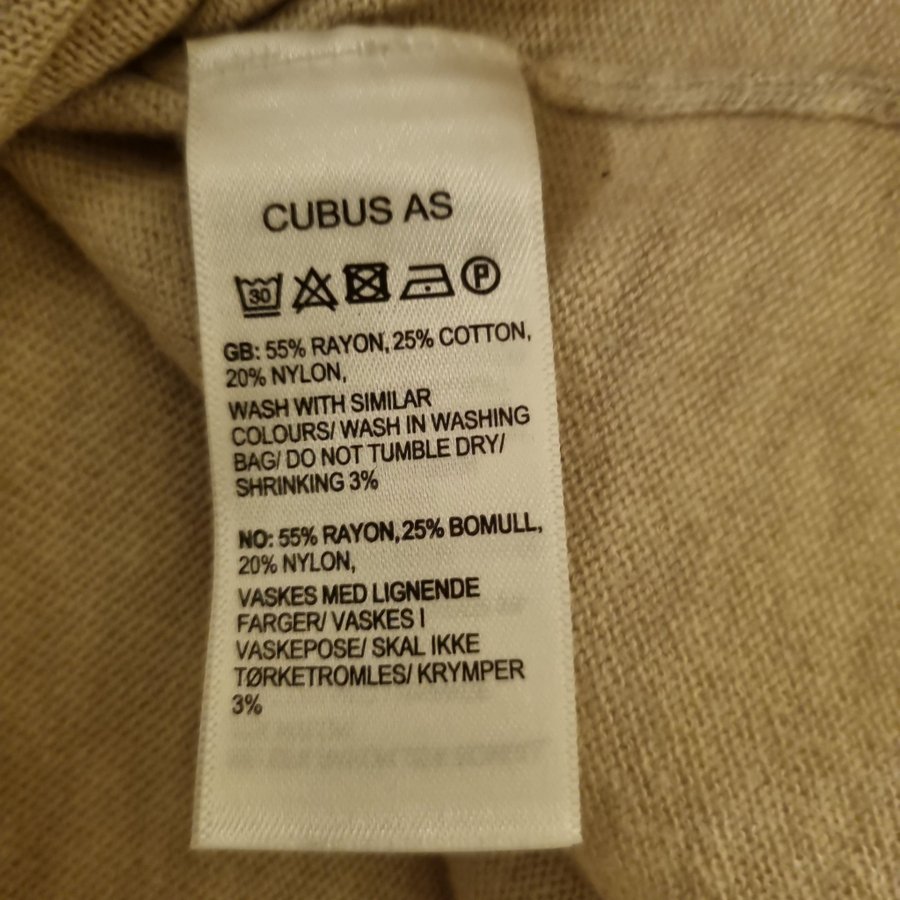 CUBUS AS
30 P
GB: 55% RAYON, 25% COTTON,
20% NYLON,
WASH WITH SIMILAR
COLOURS/ WASH IN WASHING
BAG/ DO NOT TUMBLE DRY/
SHRINKING 3%
NO: 55% RAYON, 25% BOMULL,
20% NYLON,
VASKES MED LIGNENDE
FARGER/ VASKES I
VASKEPOSE/ SKAL IKKE
TØRKETROMLES/ KRYMPER
3%